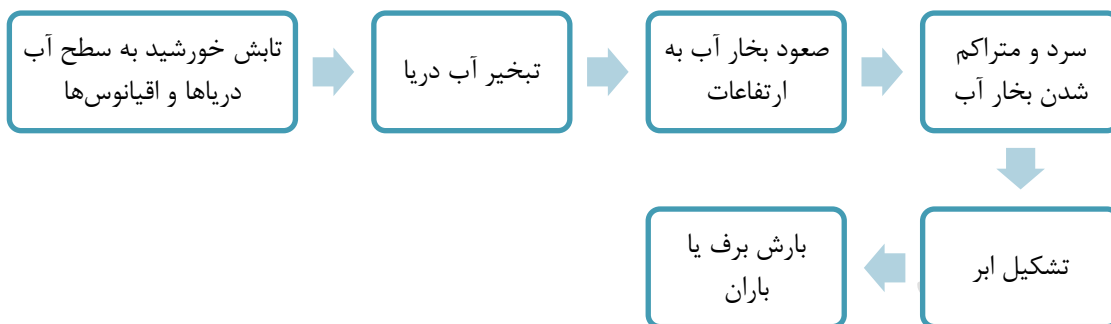 تابش خورشید به سطح آب
دریاها و اقیانوس‌ها
تبخیر آب دریا
صعود بخار آب به
ارتفاعات
سرد و متراکم
شدن بخار آب
تشکیل ابر
بارش برف یا
باران